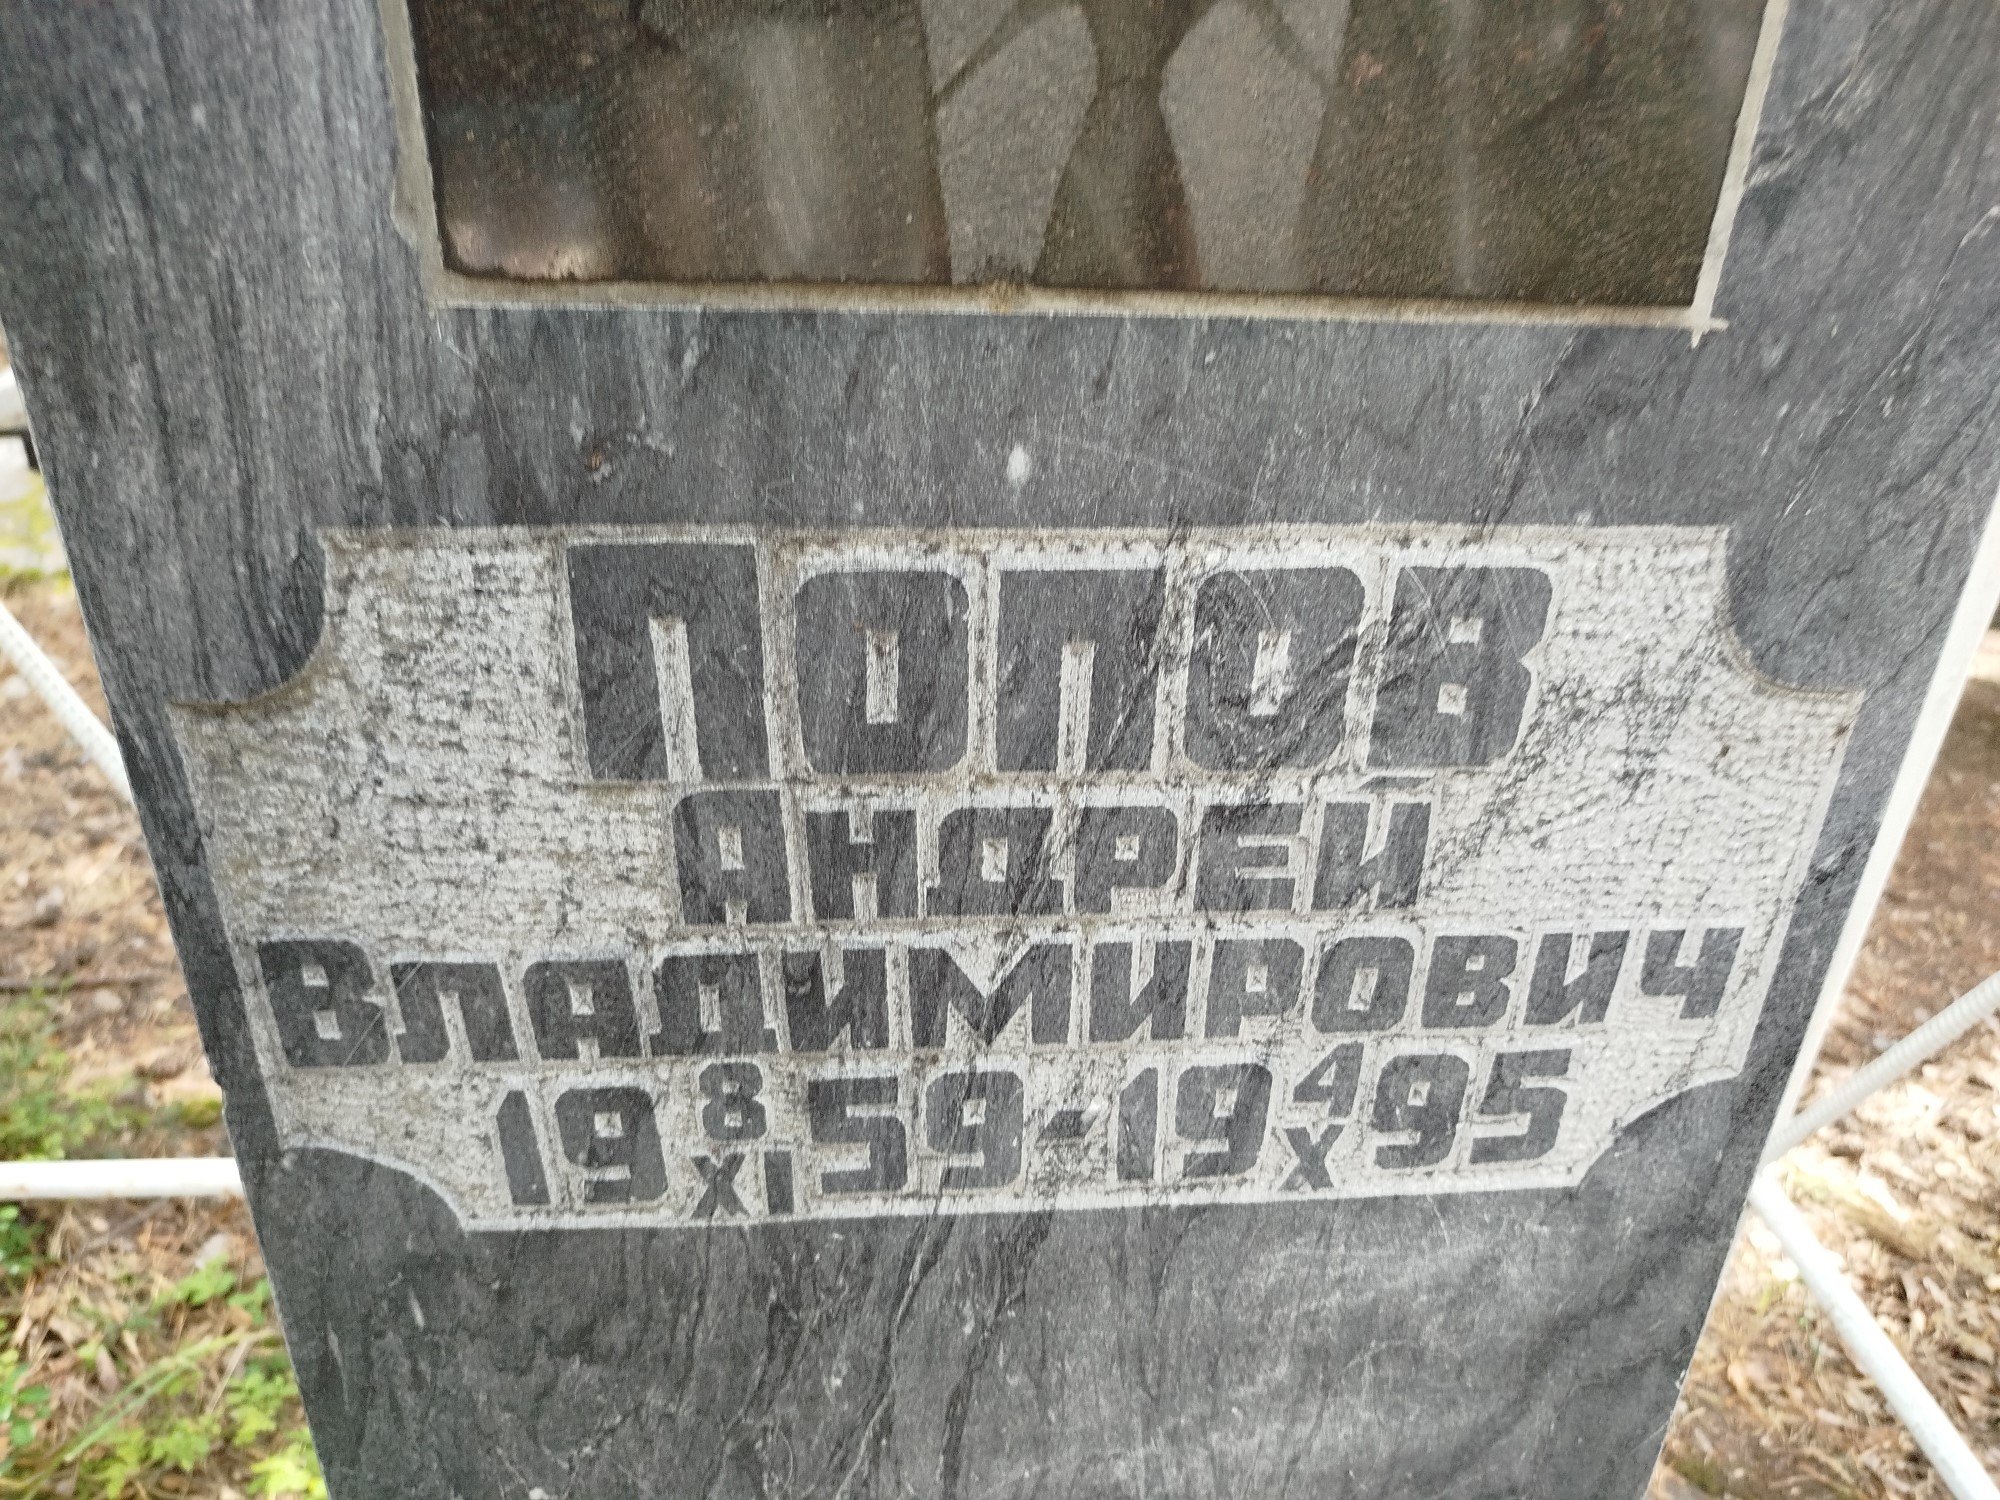 Попов
Андрей
Владимирович
19 8/XI 59 - 19 4/X 95